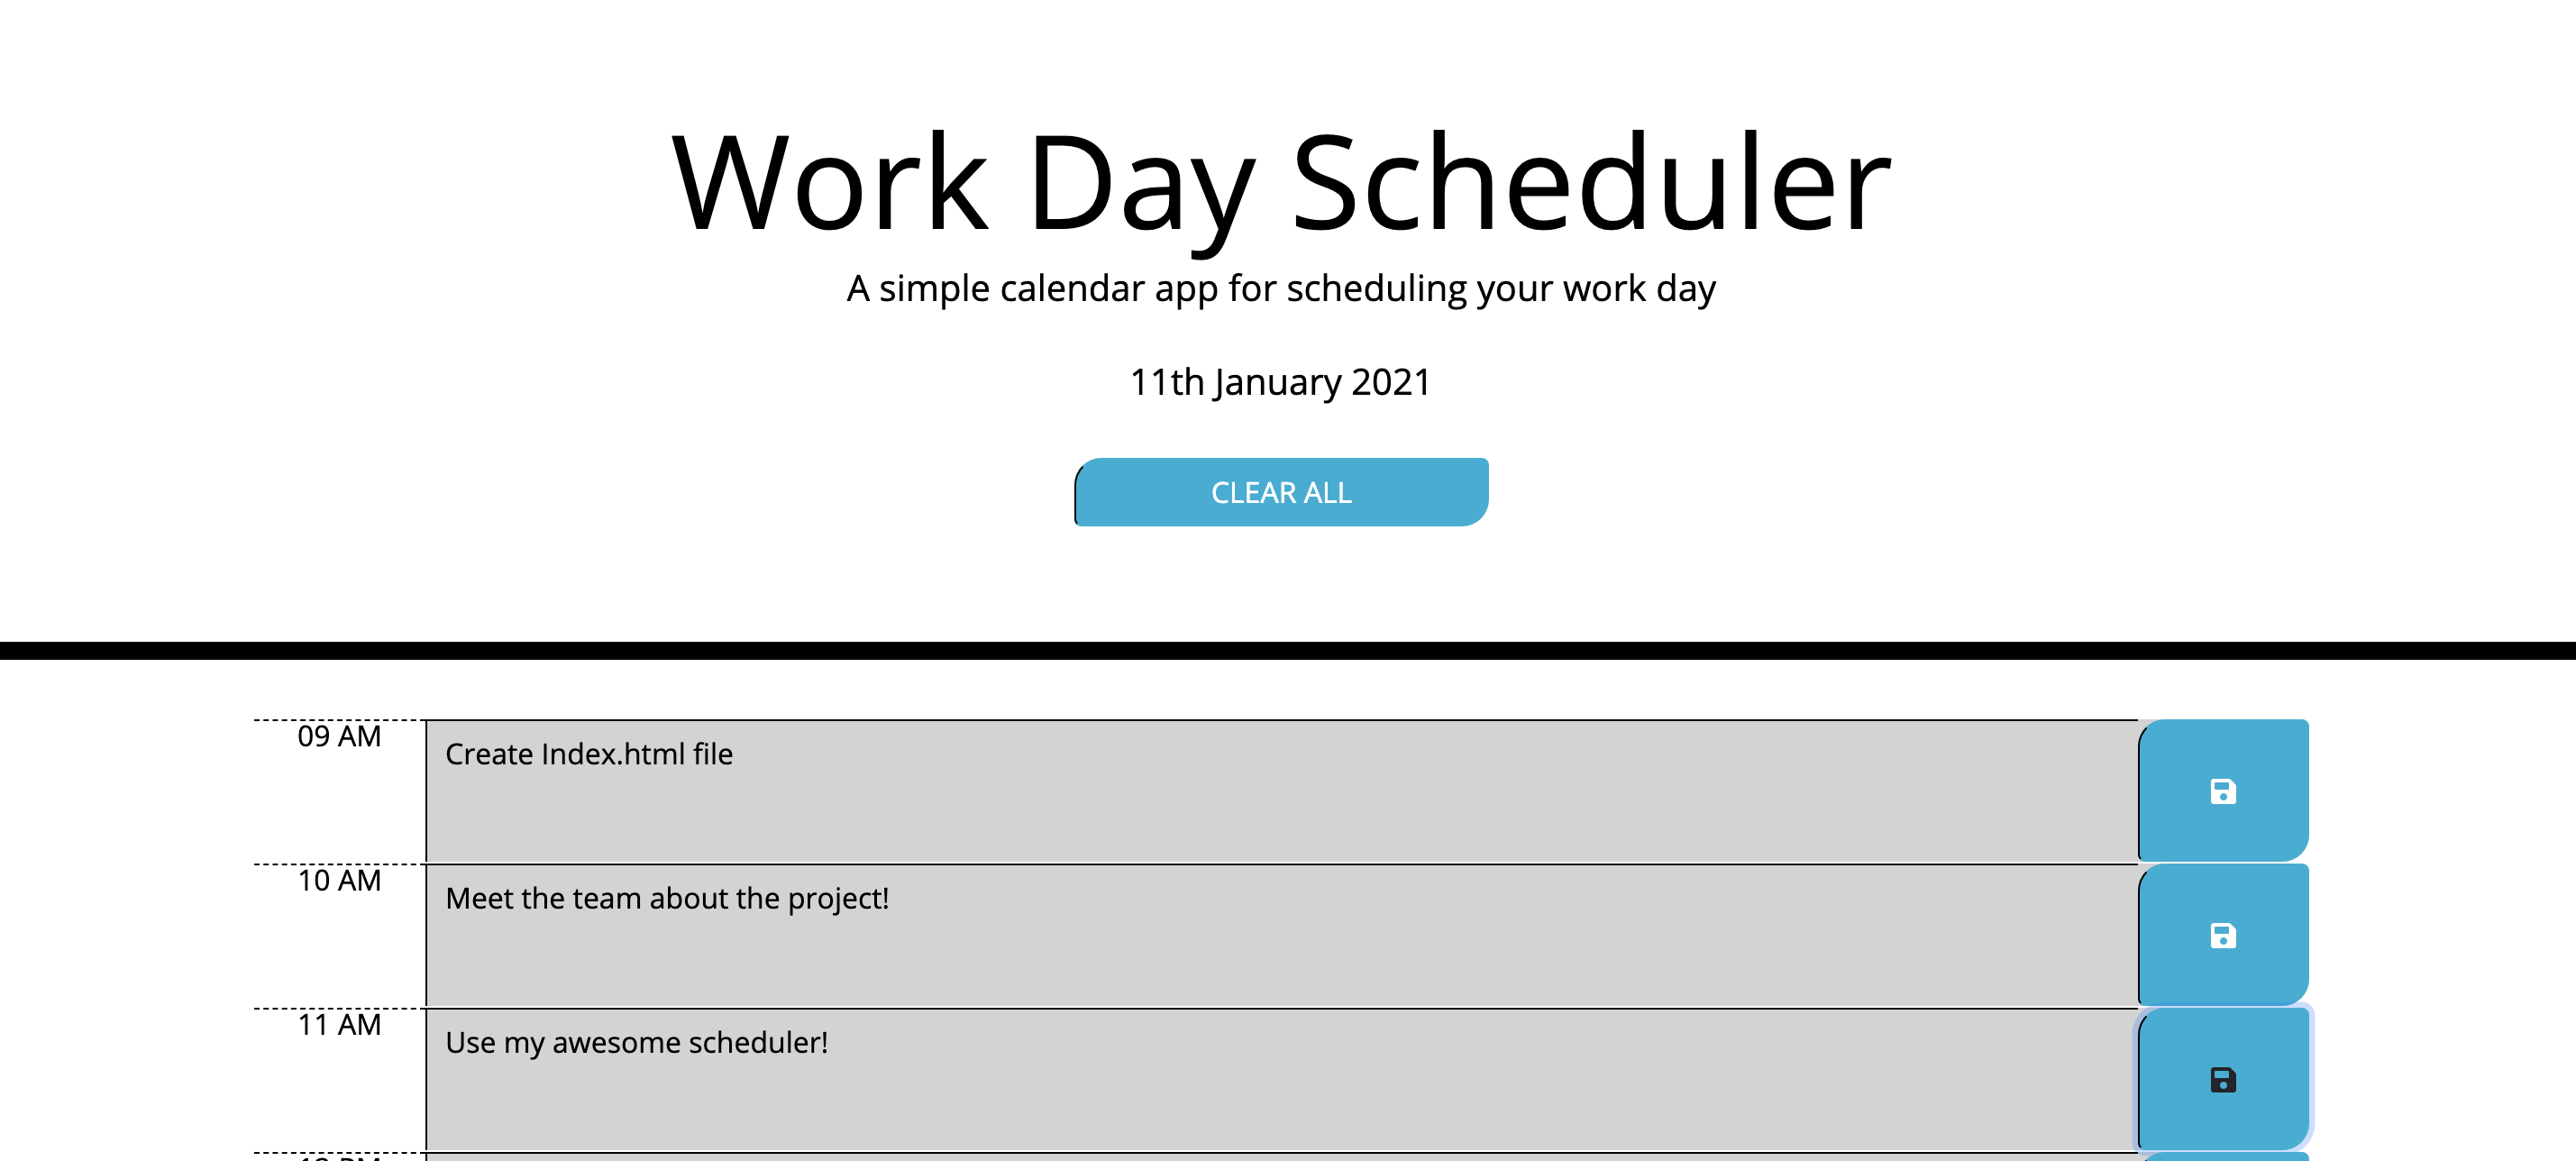 Work Day Scheduler
A simple calendar app for scheduling your work day
11th January 2021
CLEAR ALL
09 AM
Create Index.html file
10 AM
Meet the team about the project!
11 AM
Use my awesome scheduler!